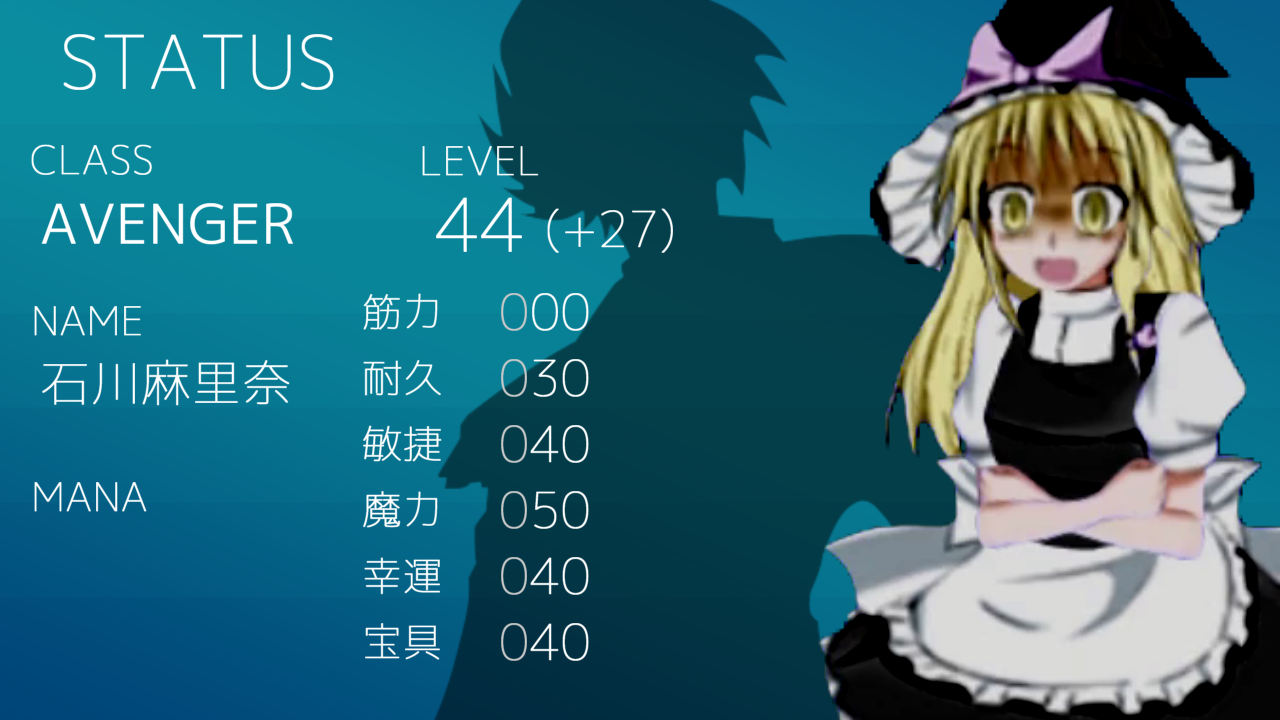 STATUS
CLASS
AVENGER
LEVEL
44 (+27)
NAME
石川麻里奈
MANA
筋力 000
耐久 030
敏捷 040
魔力 050
幸運 040
宝具 040